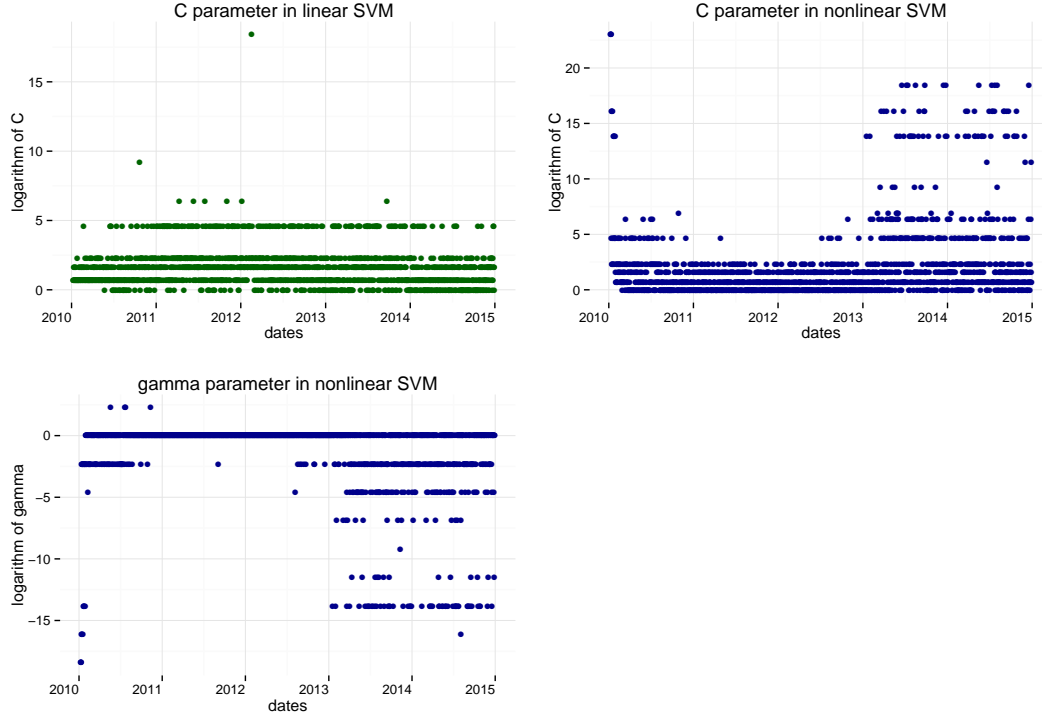 C parameter in linear SVM
logarithm of C
15
10
5
0
2010 2011 2012 2013 2014 2015
dates
C parameter in nonlinear SVM
logarithm of C
20
15
10
5
0
2010 2011 2012 2013 2014 2015
dates
gamma parameter in nonlinear SVM
logarithm of gamma
0
−5
−10
−15
2010 2011 2012 2013 2014 2015
dates